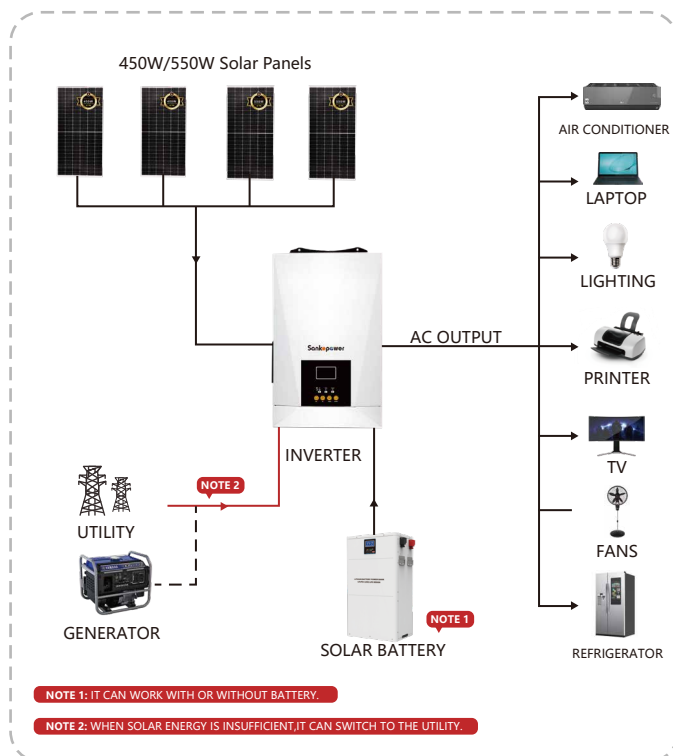 450W/550W Solar Panels
AIR CONDITIONER
LAPTOP
LIGHTING
Sankopower
AC OUTPUT
PRINTER
INVERTER
TV
NOTE 2
UTILITY
FANS
GENERATOR
NOTE 1
SOLAR BATTERY
REFRIGERATOR
NOTE 1: IT CAN WORK WITH OR WITHOUT BATTERY.
NOTE 2: WHEN SOLAR ENERGY IS INSUFFICIENT,IT CAN SWITCH TO THE UTILITY.